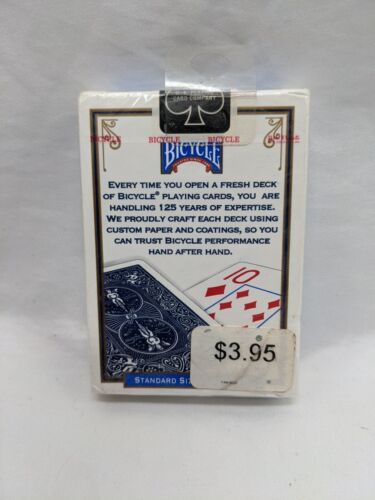 CARD COMPANY
BICYCLE BICYCLE
BICYCLE
EVERY TIME YOU OPEN A FRESH DECK
OF BICYCLE® PLAYING CARDS, YOU ARE
HANDLING 125 YEARS OF EXPERTISE.
WE PROUDLY CRAFT EACH DECK USING
CUSTOM PAPER AND COATINGS, SO YOU
CAN TRUST BICYCLE PERFORMANCE
HAND AFTER HAND.
10
$3.95
STANDARD